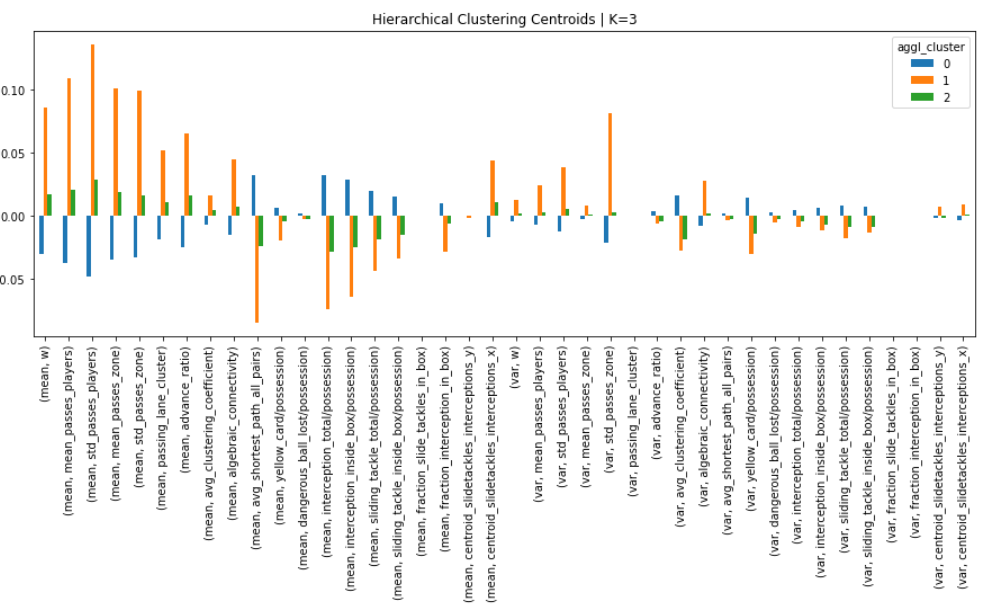 Hierarchical Clustering Centroids | K=3
aggl_cluster
0
1
2
0.10
0.05
0.00
0.05
(mean, w)
(mean, mean_passes_players)
(mean, std_passes_players)
(mean, mean_passes_zone)
(mean, std_passes_zone)
(mean, passing_lane_cluster)
(mean, advance_ratio)
(mean, avg_clustering_coefficient)
(mean, algebraic_connectivity)
(mean, avg_shortest_path_all_pairs)
(mean, yellow_card/possession)
(mean, dangerous_ball_lost/possession)
(mean, interception_total/possession)
(mean, interception_inside_box/possession)
(mean, sliding_tackle_total/possession)
(mean, sliding_tackle_inside_box/possession)
(mean, fraction_slide_tackles_in_box)
(mean, fraction_interception_in_box)
(mean, centroid_slidetackles_interceptions_y)
(mean, centroid_slidetackles_interceptions_x)
(var, w)
(var, mean_passes_players)
(var, std_passes_players)
(var, mean_passes_zone)
(var, std_passes_zone)
(var, passing_lane_cluster)
(var, advance_ratio)
(var, avg_clustering_coefficient)
(var, algebraic_connectivity)
(var, avg_shortest_path_all_pairs)
(var, yellow_card/possession)
(var, dangerous_ball_lost/possession)
(var, interception_total/possession)
(var, interception_inside_box/possession)
(var, sliding_tackle_total/possession)
(var, sliding_tackle_inside_box/possession)
(var, fraction_slide_tackles_in_box)
(var, fraction_interception_in_box)
(var, centroid_slidetackles_interceptions_y)
(var, centroid_slidetackles_interceptions_x)